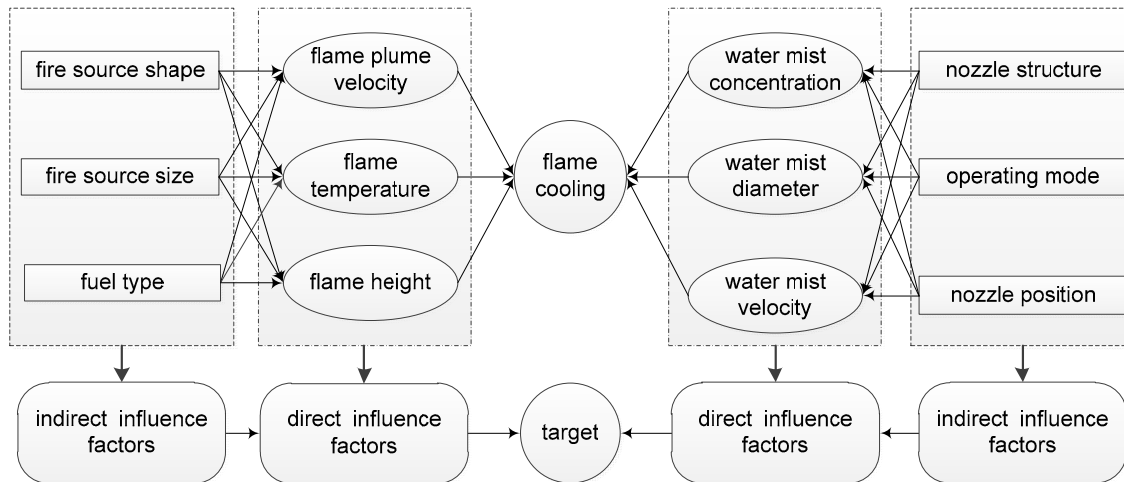 fire source shape
fire source size
fuel type
flame plume
velocity
flame
temperature
flame height
flame
cooling
water mist
concentration
water mist
diameter
water mist
velocity
nozzle structure
operating mode
nozzle position
indirect influence
factors
direct influence
factors
target
direct influence
factors
indirect influence
factors